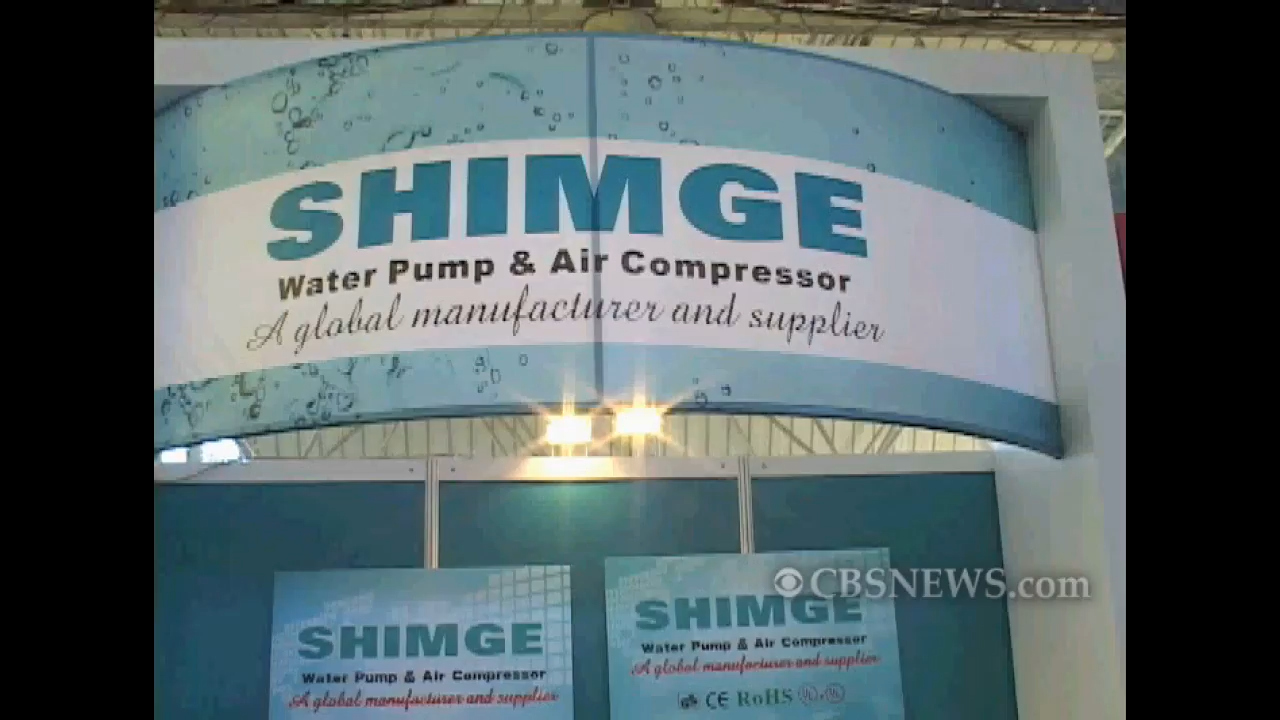 SHIMGE
Water Pump & Air Compressor
A global manufacturer and supplier
CBSNEWS.com
SHIMGE
Water Pump & Air Compressor
A global manufacturer and supplier
SHIMGE
Water Pump & Air Compressor
A global manufacturer and supplier
CE RoHS